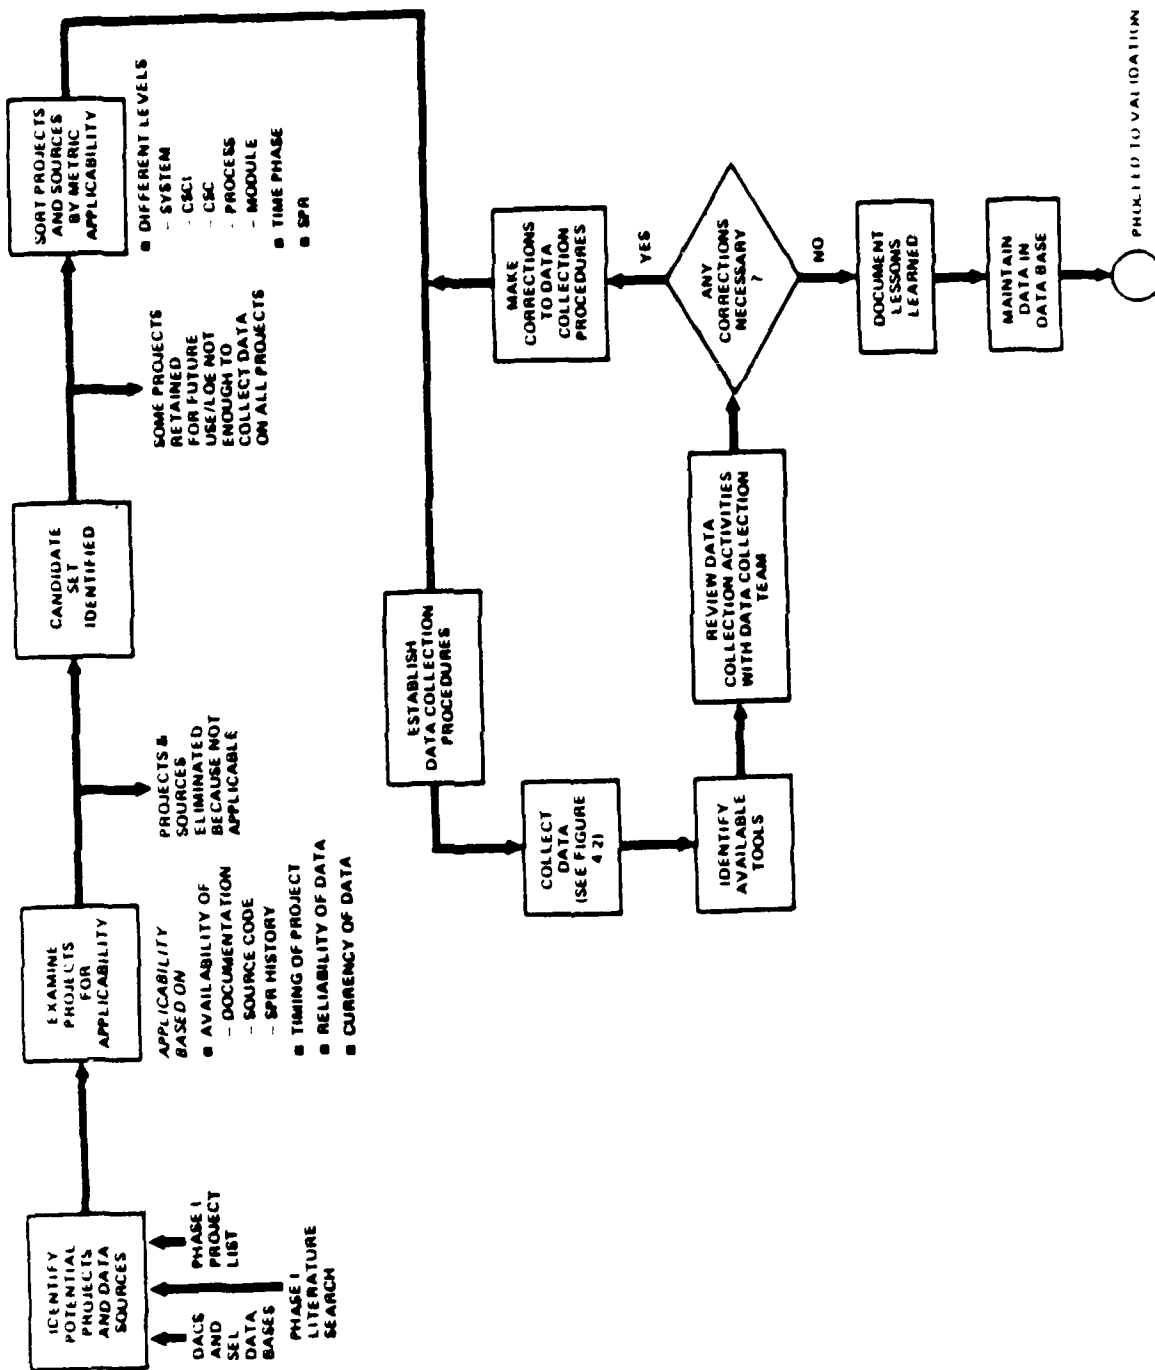 IDENTIFY
POTENTIAL
PROJECTS
AND DATA
SOURCES
DACS
AND
SEL
DATA
BASES
PHASE I
LITERATURE
SEARCH
PHASE I
PROJECT
LIST
EXAMINE
PROJECTS
FOR
APPLICABILITY
APPLICABILITY
BASED ON
■ AVAILABILITY OF
– DOCUMENTATION
– SOURCE CODE
– SPR HISTORY
■ TIMING OF PROJECT
■ RELIABILITY OF DATA
■ CURRENCY OF DATA
PROJECTS &
SOURCES
ELIMINATED
BECAUSE NOT
APPLICABLE
CANDIDATE
SET
IDENTIFIED
SOME PROJECTS
RETAINED
FOR FUTURE
USE/LOE NOT
ENOUGH TO
COLLECT DATA
ON ALL PROJECTS
SORT PROJECTS
AND SOURCES
BY METRIC
APPLICABILITY
■ DIFFERENT LEVELS
– SYSTEM
– CSCI
– CSC
– PROCESS
– MODULE
■ TIME PHASE
■ SPR
ESTABLISH
DATA COLLECTION
PROCEDURES
COLLECT
DATA
(SEE FIGURE
4.2)
IDENTIFY
AVAILABLE
TOOLS
REVIEW DATA
COLLECTION ACTIVITIES
WITH DATA COLLECTION
TEAM
ANY
CORRECTIONS
NECESSARY
?
YES
MAKE
CORRECTIONS
TO DATA
COLLECTION
PROCEDURES
NO
DOCUMENT
LESSONS
LEARNED
MAINTAIN
DATA IN
DATA BASE
PROCEED TO VALIDATION